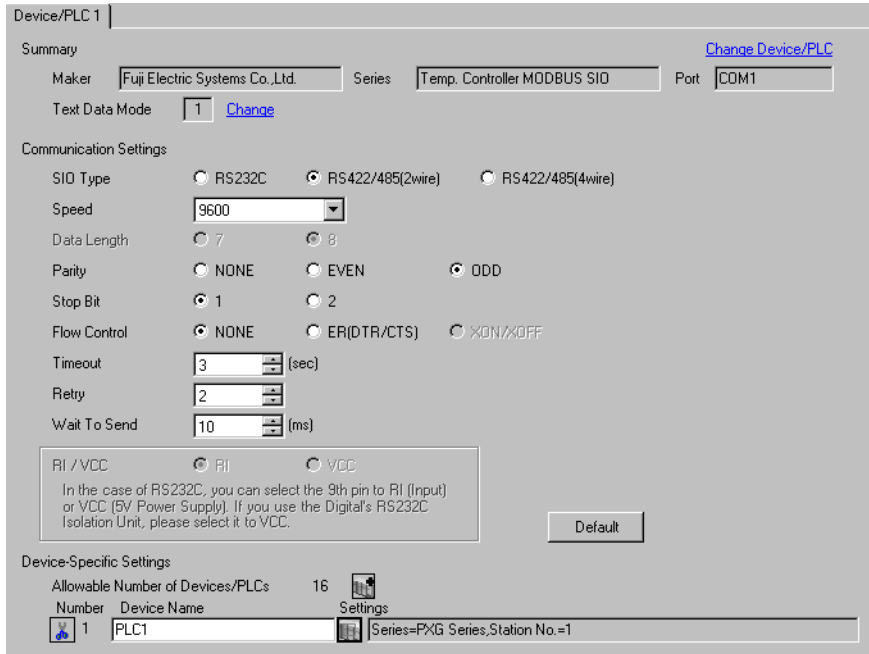 Device/PLC 1
Summary Change Device/PLC
Maker Fuji Electric Systems Co.,Ltd. Series Temp. Controller MODBUS SIO Port COM1
Text Data Mode 1 Change
Communication Settings
SIO Type RS232C RS422/485(2wire) RS422/485(4wire)
Speed 9600
Data Length 7 8
Parity NONE EVEN ODD
Stop Bit 1 2
Flow Control NONE ER(DTR/CTS) XON/XOFF
Timeout 3 (sec)
Retry 2
Wait To Send 10 (ms)
RI / VCC RI VCC
In the case of RS232C, you can select the 9th pin to RI (Input)
or VCC (5V Power Supply). If you use the Digital's RS232C
Isolation Unit, please select it to VCC.
Default
Device-Specific Settings
Allowable Number of Devices/PLCs 16
Number Device Name Settings
1 PLC1 Series=PXG Series,Station No.=1